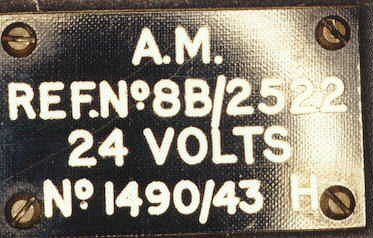 A.M.
REF.Nº8B/2522
24 VOLTS
Nº 1490/43 H